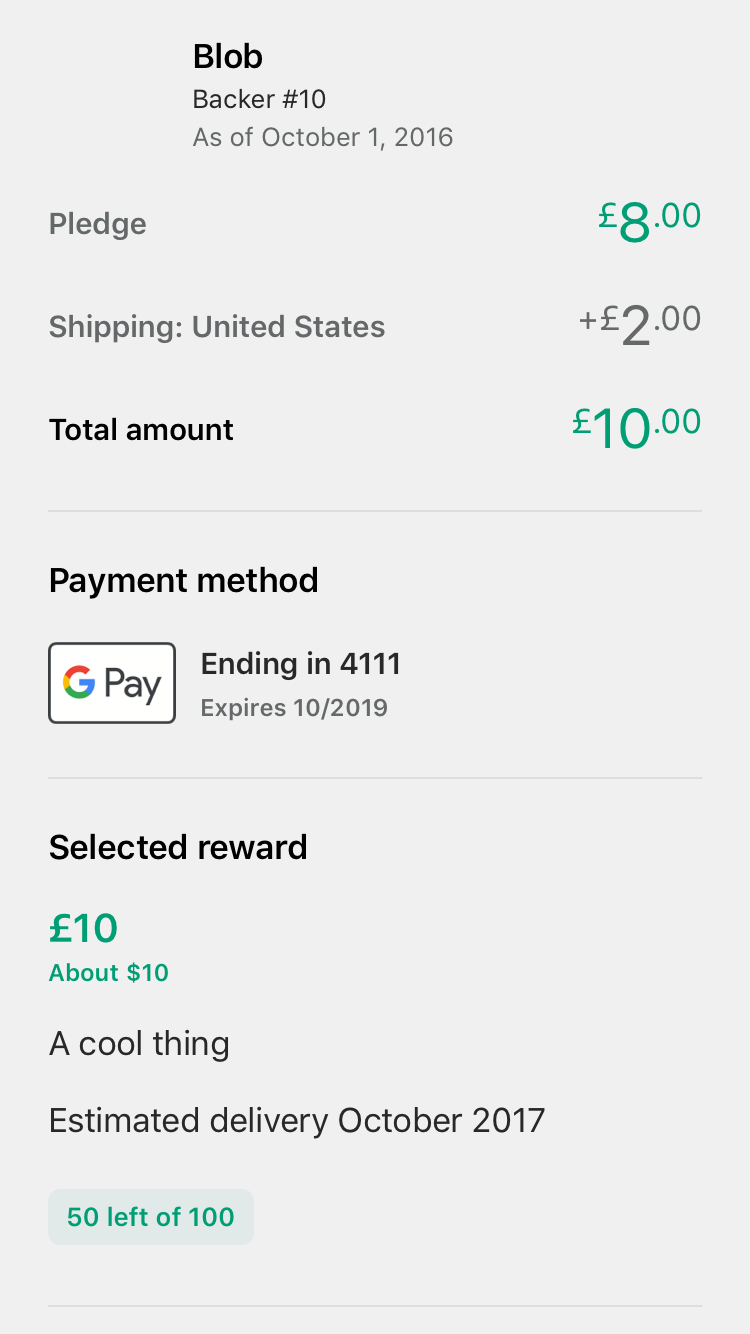 Blob
Backer #10
As of October 1, 2016
Pledge £8.00
Shipping: United States +£2.00
Total amount £10.00
Payment method
G Pay
Ending in 4111
Expires 10/2019
Selected reward
£10
About $10
A cool thing
Estimated delivery October 2017
50 left of 100